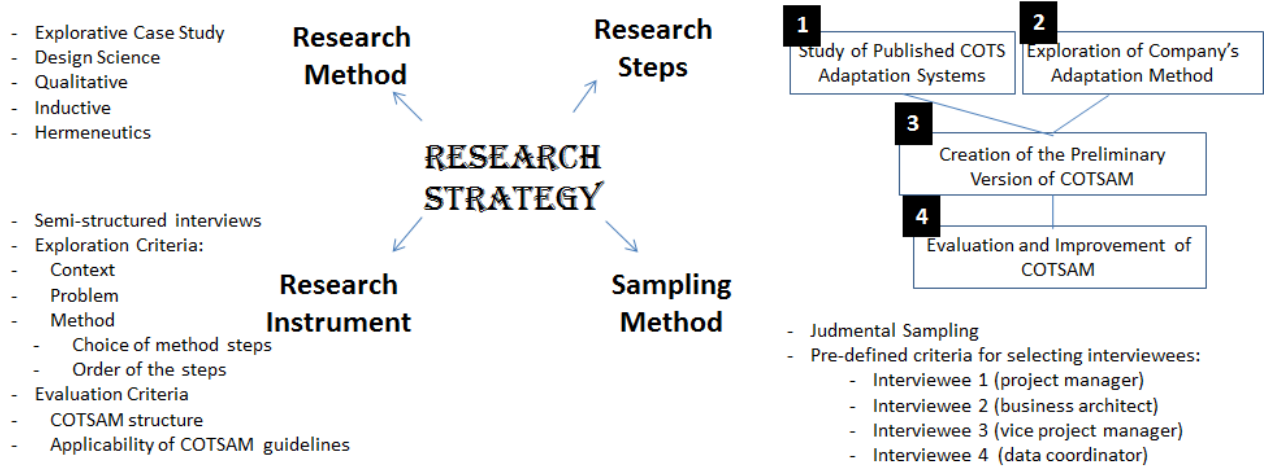 - Explorative Case Study
- Design Science
- Qualitative
- Inductive
- Hermeneutics
Research
Method
Research
Steps
1
Study of Published COTS
Adaptation Systems
2
Exploration of Company's
Adaptation Method
3
Creation of the Preliminary
Version of COTSAM
4
Evaluation and Improvement of
COTSAM
RESEARCH
STRATEGY
- Semi-structured interviews
- Exploration Criteria:
- Context
- Problem
- Method
- Choice of method steps
- Order of the steps
- Evaluation Criteria
- COTSAM structure
- Applicability of COTSAM guidelines
Research
Instrument
Sampling
Method
- Judmental Sampling
- Pre-defined criteria for selecting interviewees:
- Interviewee 1 (project manager)
- Interviewee 2 (business architect)
- Interviewee 3 (vice project manager)
- Interviewee 4 (data coordinator)